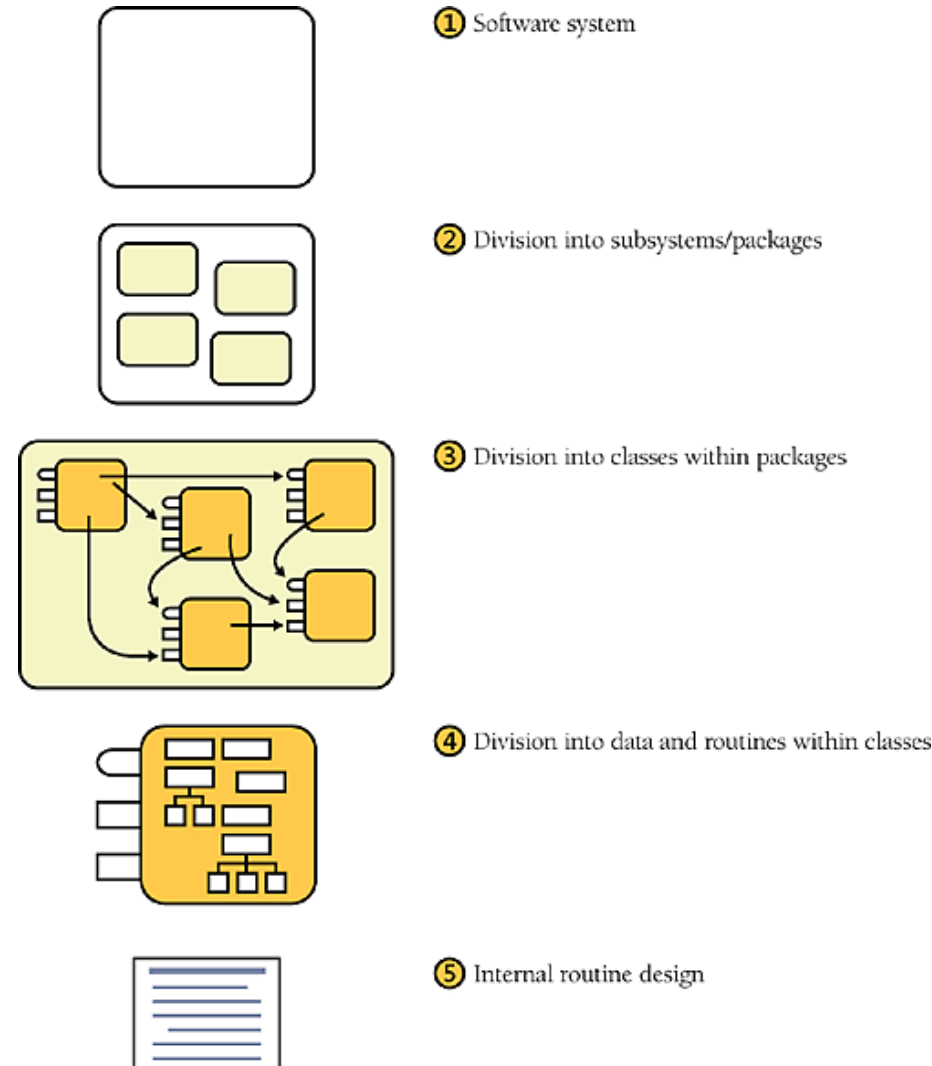 1 Software system
2 Division into subsystems/packages
3 Division into classes within packages
4 Division into data and routines within classes
5 Internal routine design